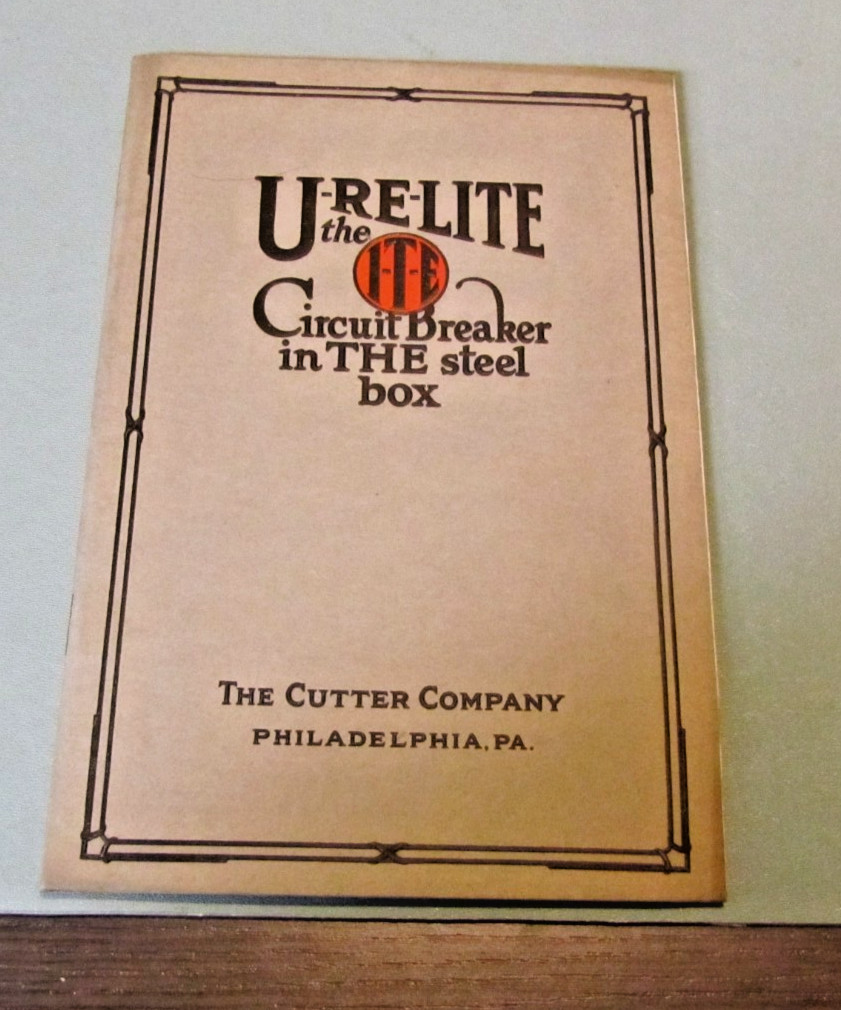 U-RE-LITE
the
I-T-E
Circuit Breaker
in THE steel
box
THE CUTTER COMPANY
PHILADELPHIA, PA.